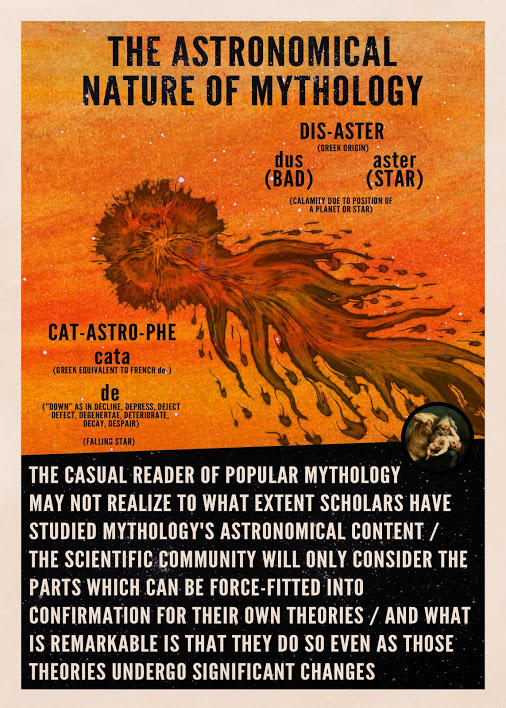 THE ASTRONOMICAL
NATURE OF MYTHOLOGY
DIS-ASTER
(GREEK ORIGIN)
dus aster
(BAD) (STAR)
(CALAMITY DUE TO POSITION OF
A PLANET OR STAR)
CAT-ASTRO-PHE
cata
(GREEK EQUIVALENT TO FRENCH de-)
de
("DOWN" AS IN DECLINE, DEPRESS, DEJECT
DEFECT, DEGENERTAE, DETERIORATE,
DECAY, DESPAIR)
(FALLING STAR)
THE CASUAL READER OF POPULAR MYTHOLOGY
MAY NOT REALIZE TO WHAT EXTENT SCHOLARS HAVE
STUDIED MYTHOLOGY'S ASTRONOMICAL CONTENT /
THE SCIENTIFIC COMMUNITY WILL ONLY CONSIDER THE
PARTS WHICH CAN BE FORCE-FITTED INTO
CONFIRMATION FOR THEIR OWN THEORIES / AND WHAT
IS REMARKABLE IS THAT THEY DO SO EVEN AS THOSE
THEORIES UNDERGO SIGNIFICANT CHANGES